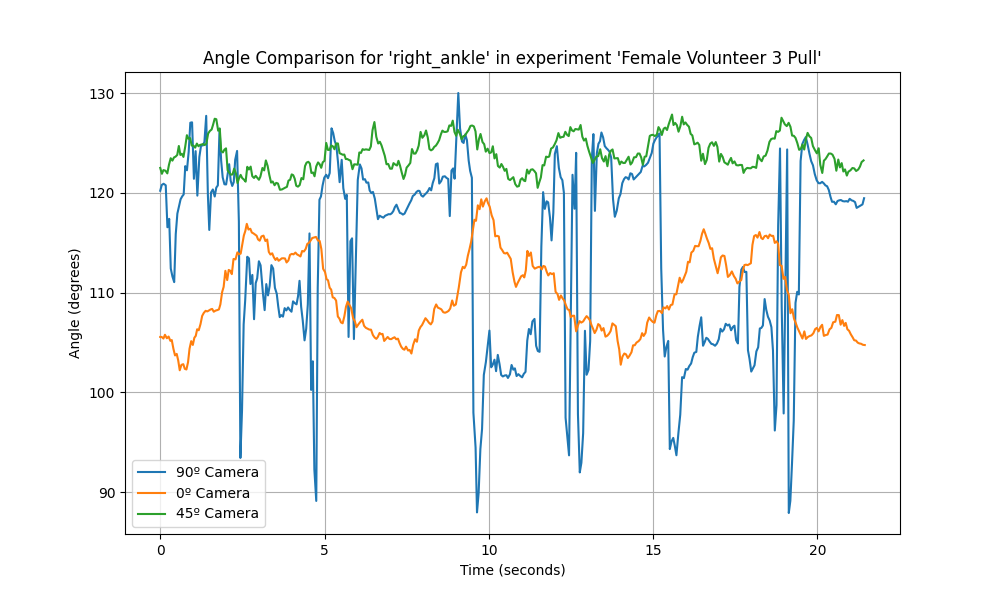 Angle Comparison for 'right_ankle' in experiment 'Female Volunteer 3 Pull'
130
120
110
100
90
Angle (degrees)
90º Camera
0º Camera
45º Camera
0
5
10
15
20
Time (seconds)